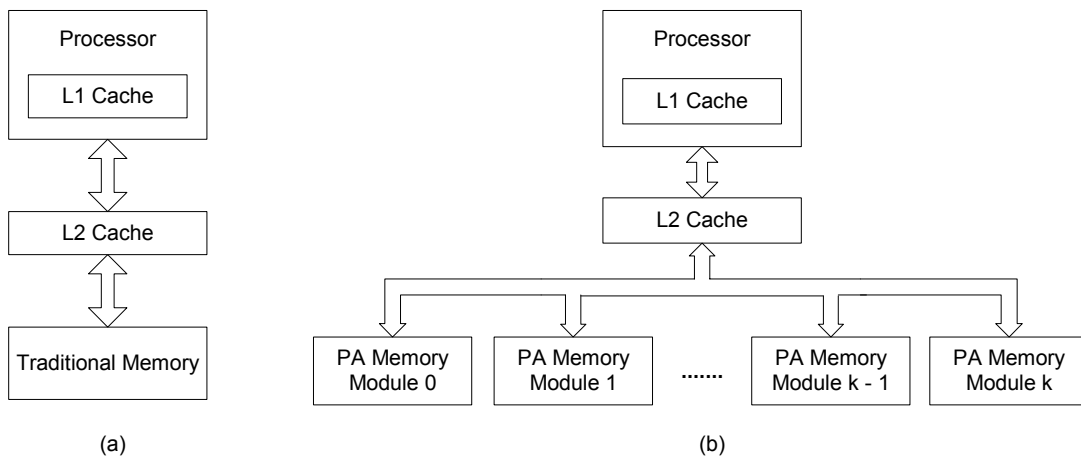 Processor
L1 Cache
L2 Cache
Traditional Memory
(a)
Processor
L1 Cache
L2 Cache
PA Memory
Module 0
PA Memory
Module 1
.......
PA Memory
Module k - 1
PA Memory
Module k
(b)